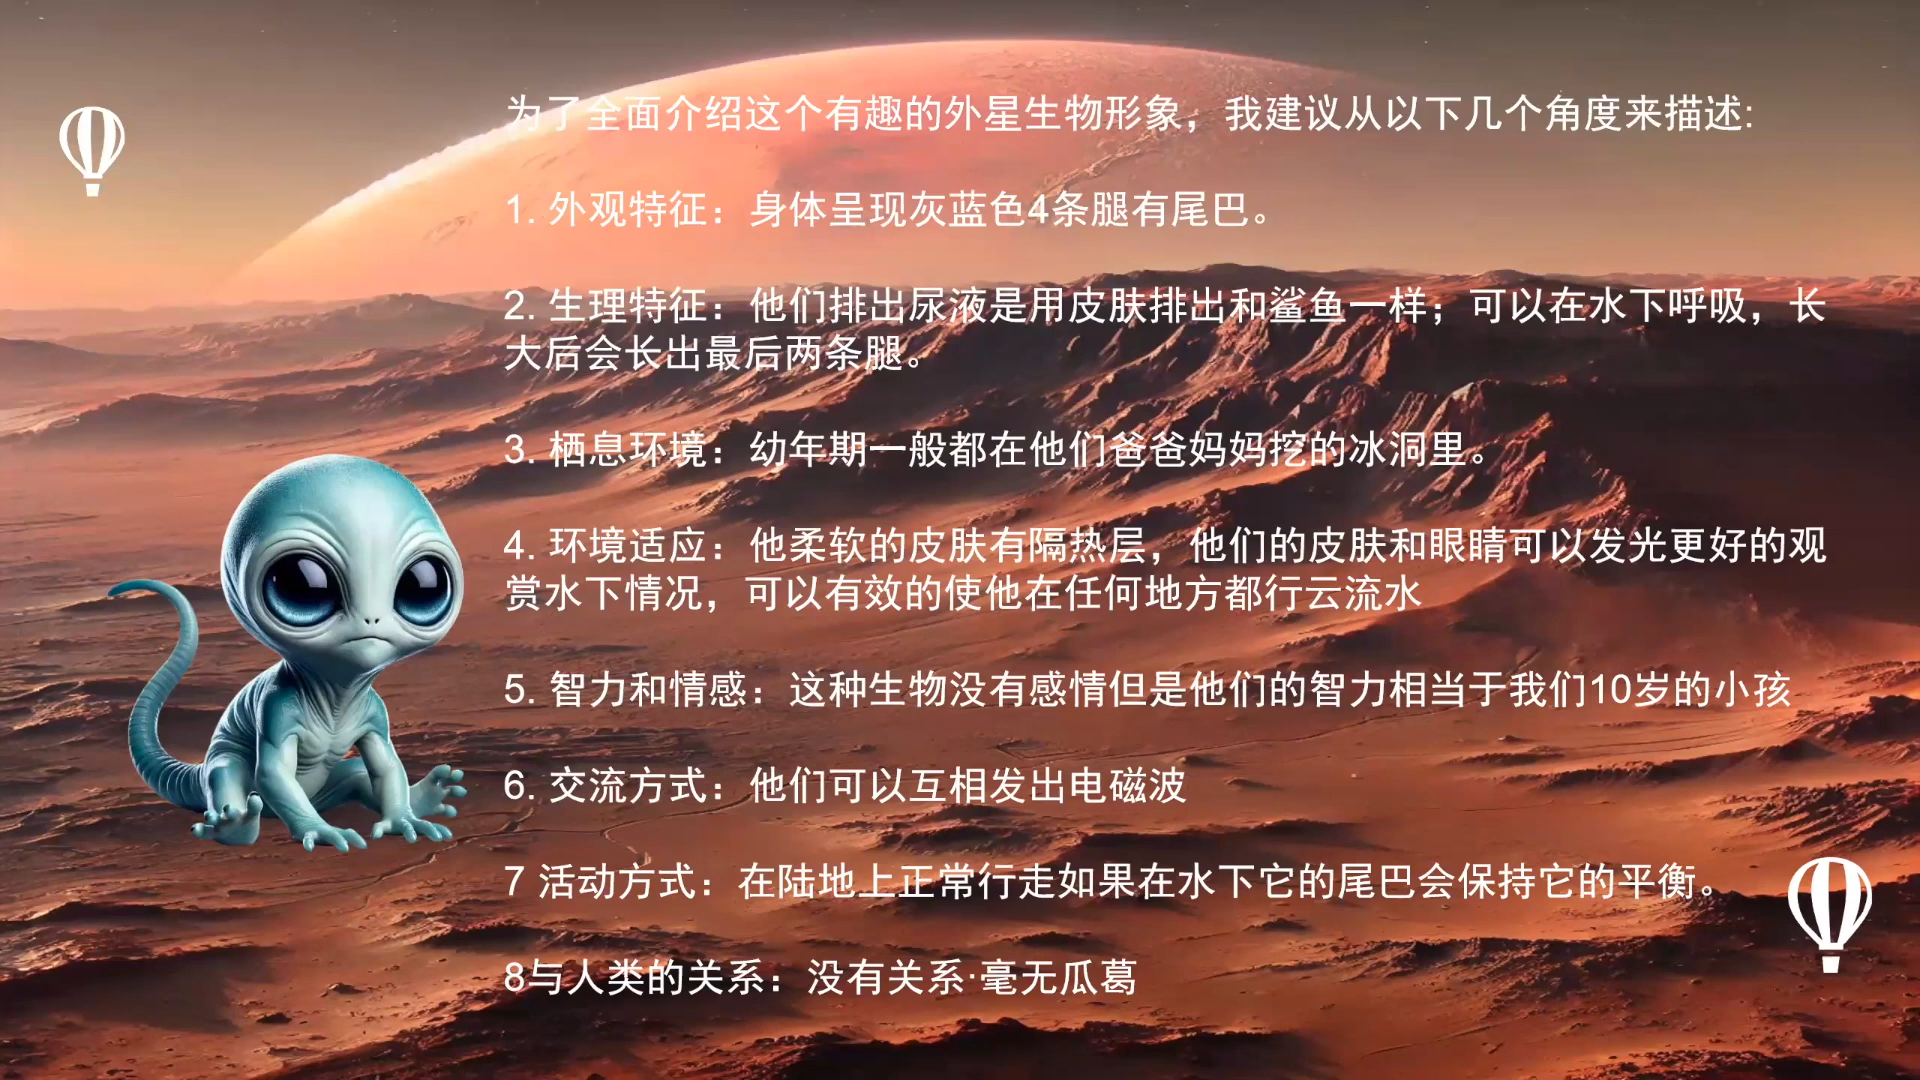 为了全面介绍这个有趣的外星生物形象，我建议从以下几个角度来描述:
1. 外观特征：身体呈现灰蓝色4条腿有尾巴。
2. 生理特征：他们排出尿液是用皮肤排出和鲨鱼一样；可以在水下呼吸，长
大后会长出最后两条腿。
3. 栖息环境：幼年期一般都在他们爸爸妈妈挖的冰洞里。
4. 环境适应：他柔软的皮肤有隔热层，他们的皮肤和眼睛可以发光更好的观
赏水下情况，可以有效的使他在任何地方都行云流水
5. 智力和情感：这种生物没有感情但是他们的智力相当于我们10岁的小孩
6. 交流方式：他们可以互相发出电磁波
7 活动方式：在陆地上正常行走如果在水下它的尾巴会保持它的平衡。
8与人类的关系：没有关系·毫无瓜葛